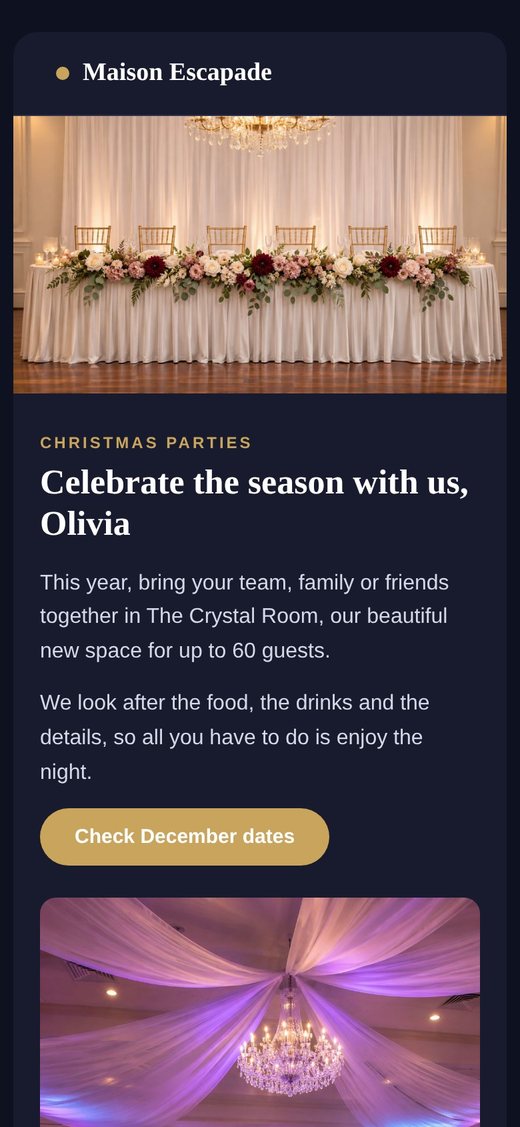 Maison Escapade
CHRISTMAS PARTIES
Celebrate the season with us,
Olivia
This year, bring your team, family or friends
together in The Crystal Room, our beautiful
new space for up to 60 guests.
We look after the food, the drinks and the
details, so all you have to do is enjoy the
night.
Check December dates